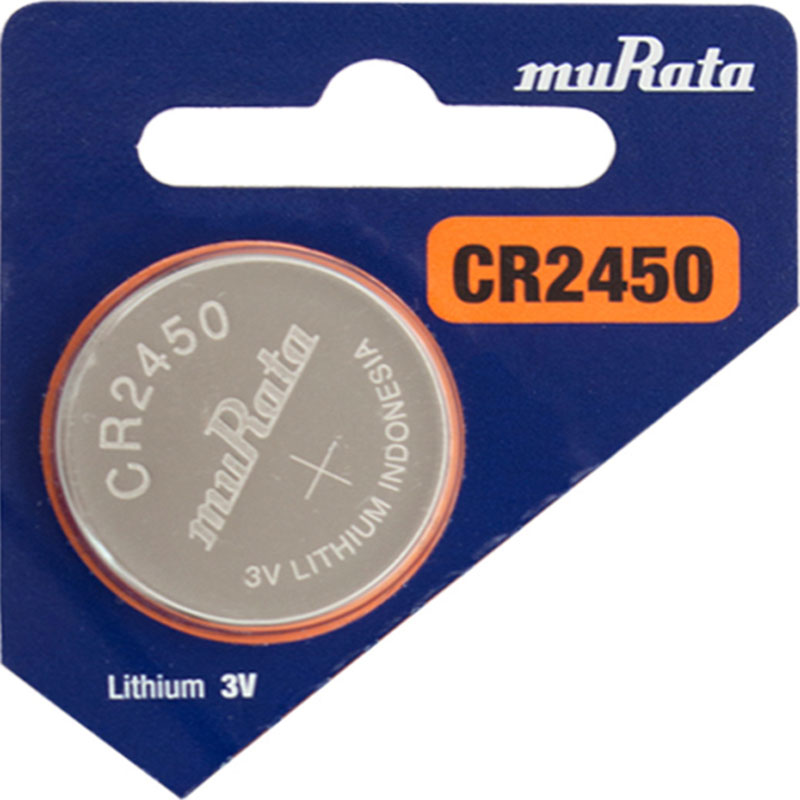 muRata
CR2450
CR2450
muRata
+
3V LITHIUM INDONESIA
Lithium 3V